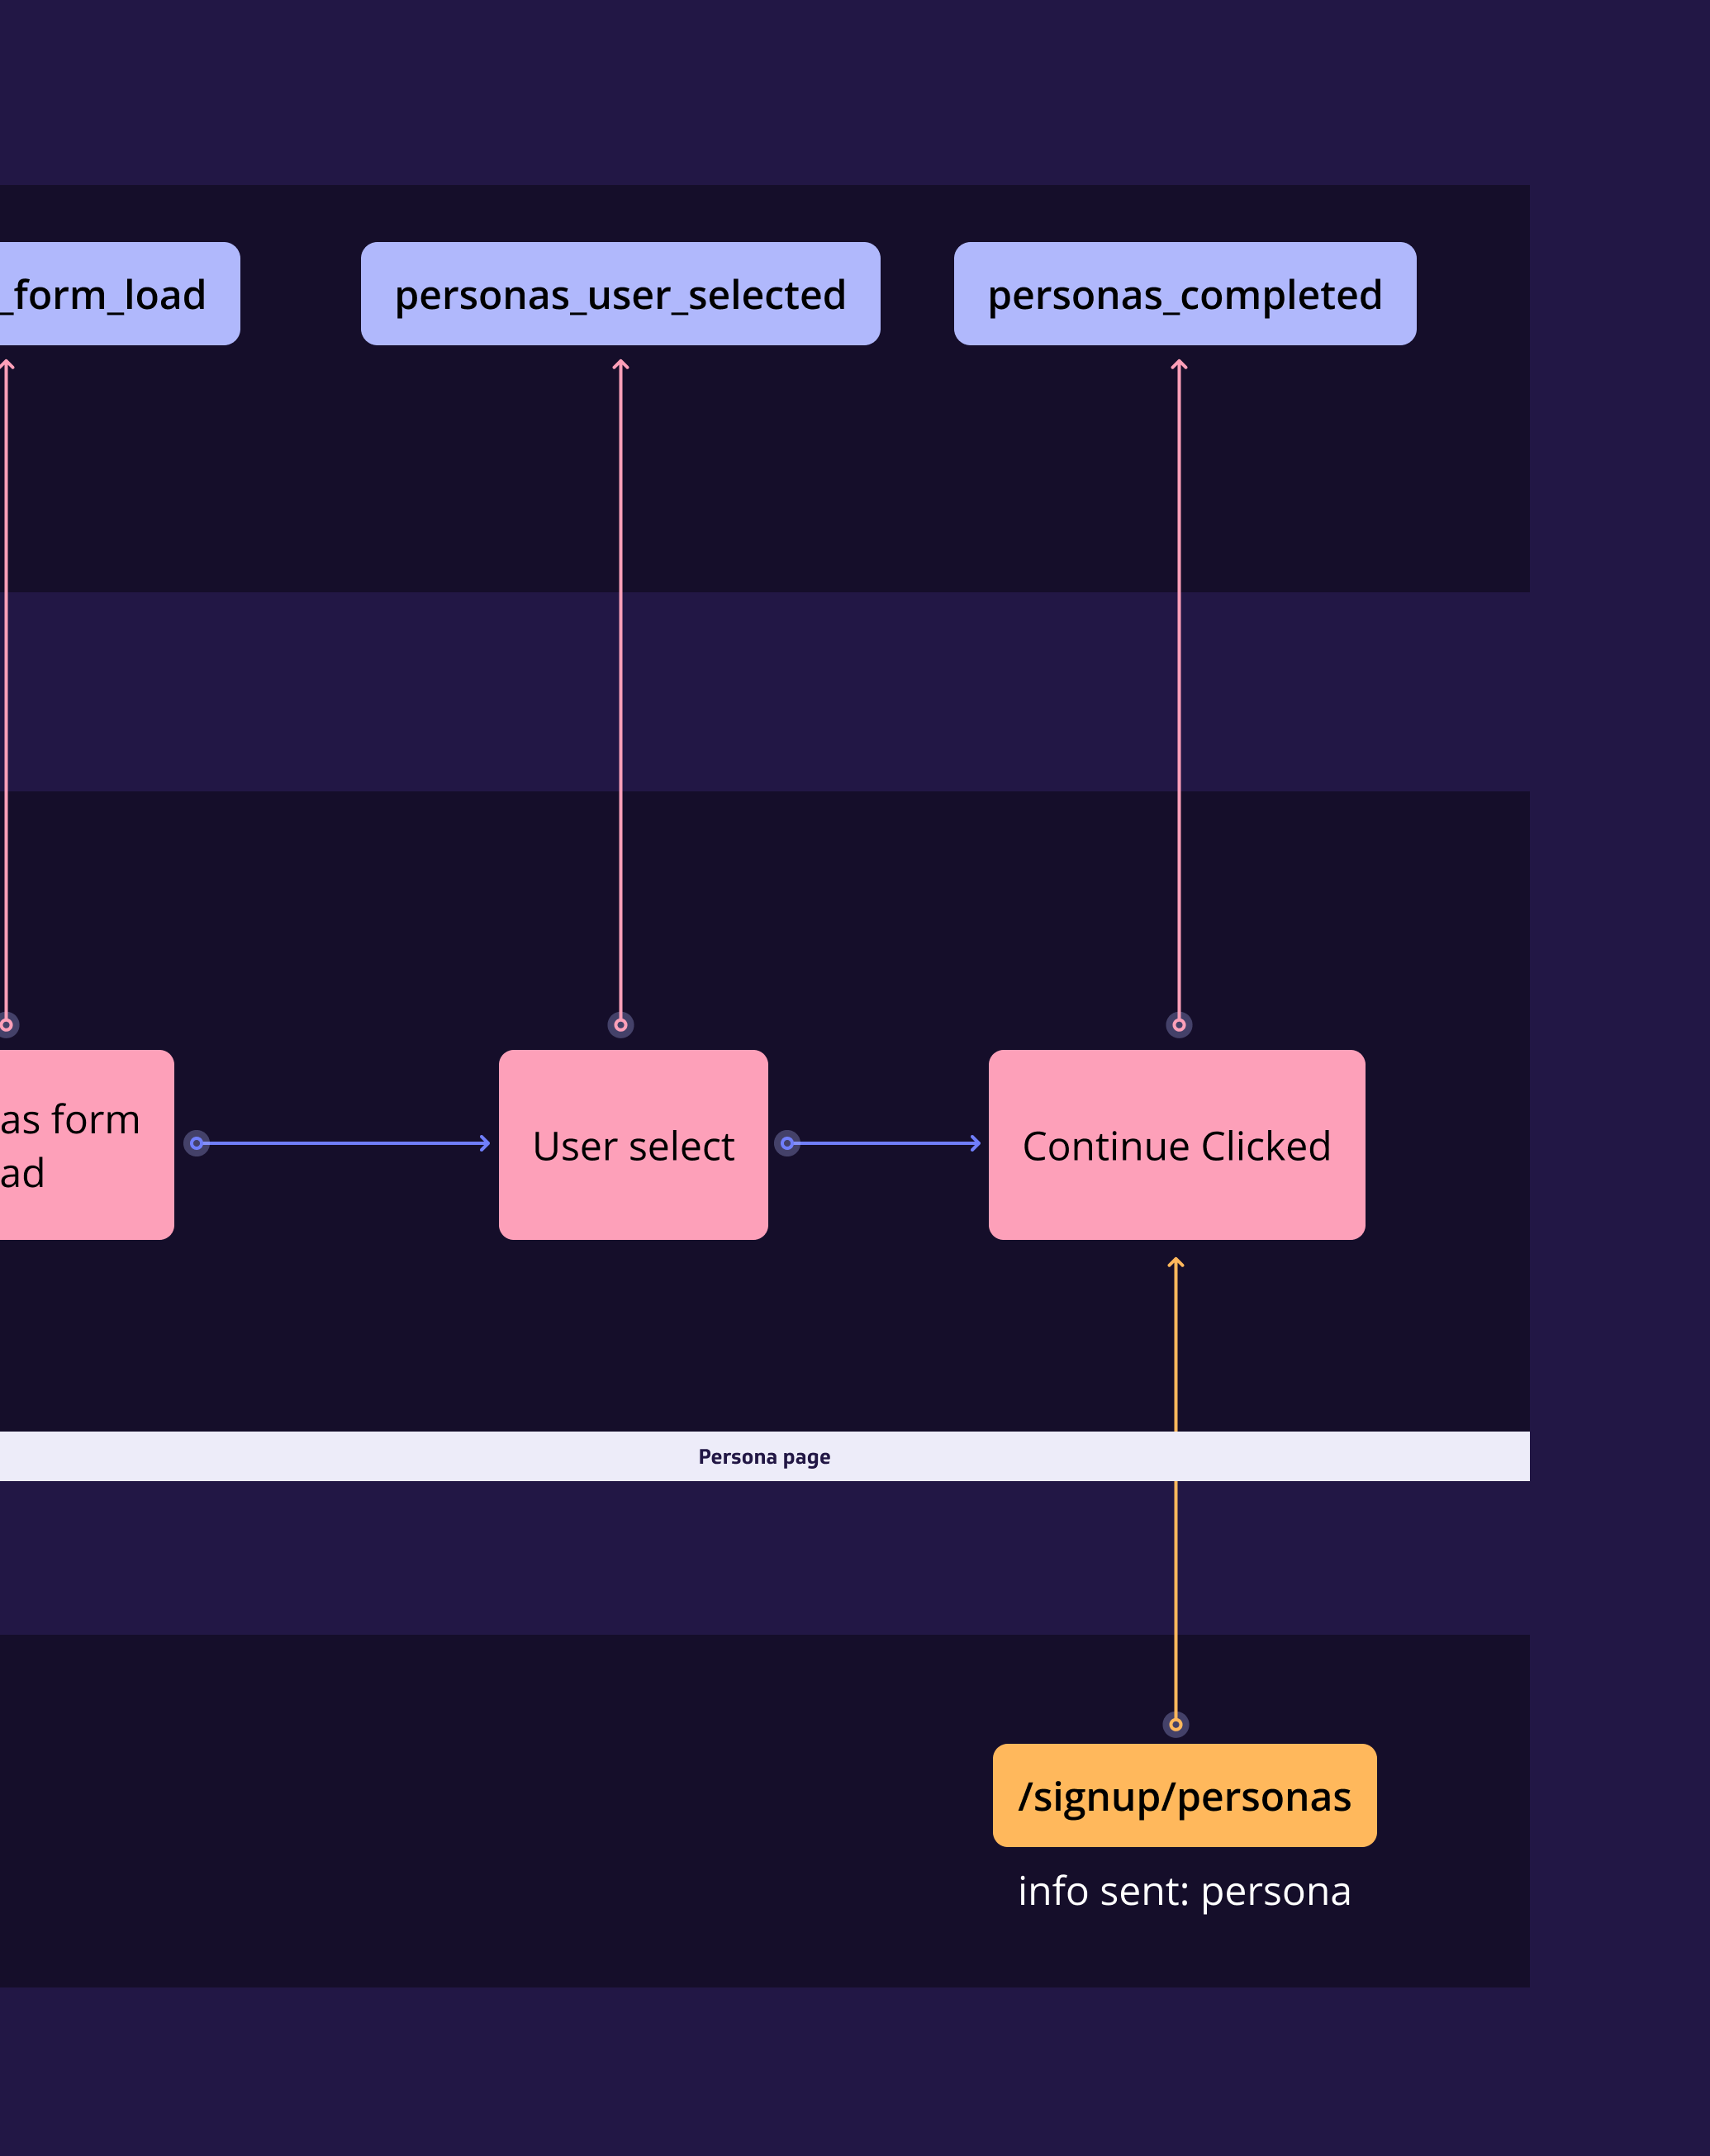 _form_load
personas_user_selected
personas_completed
as form
ad
User select
Continue Clicked
Persona page
/signup/personas
info sent: persona